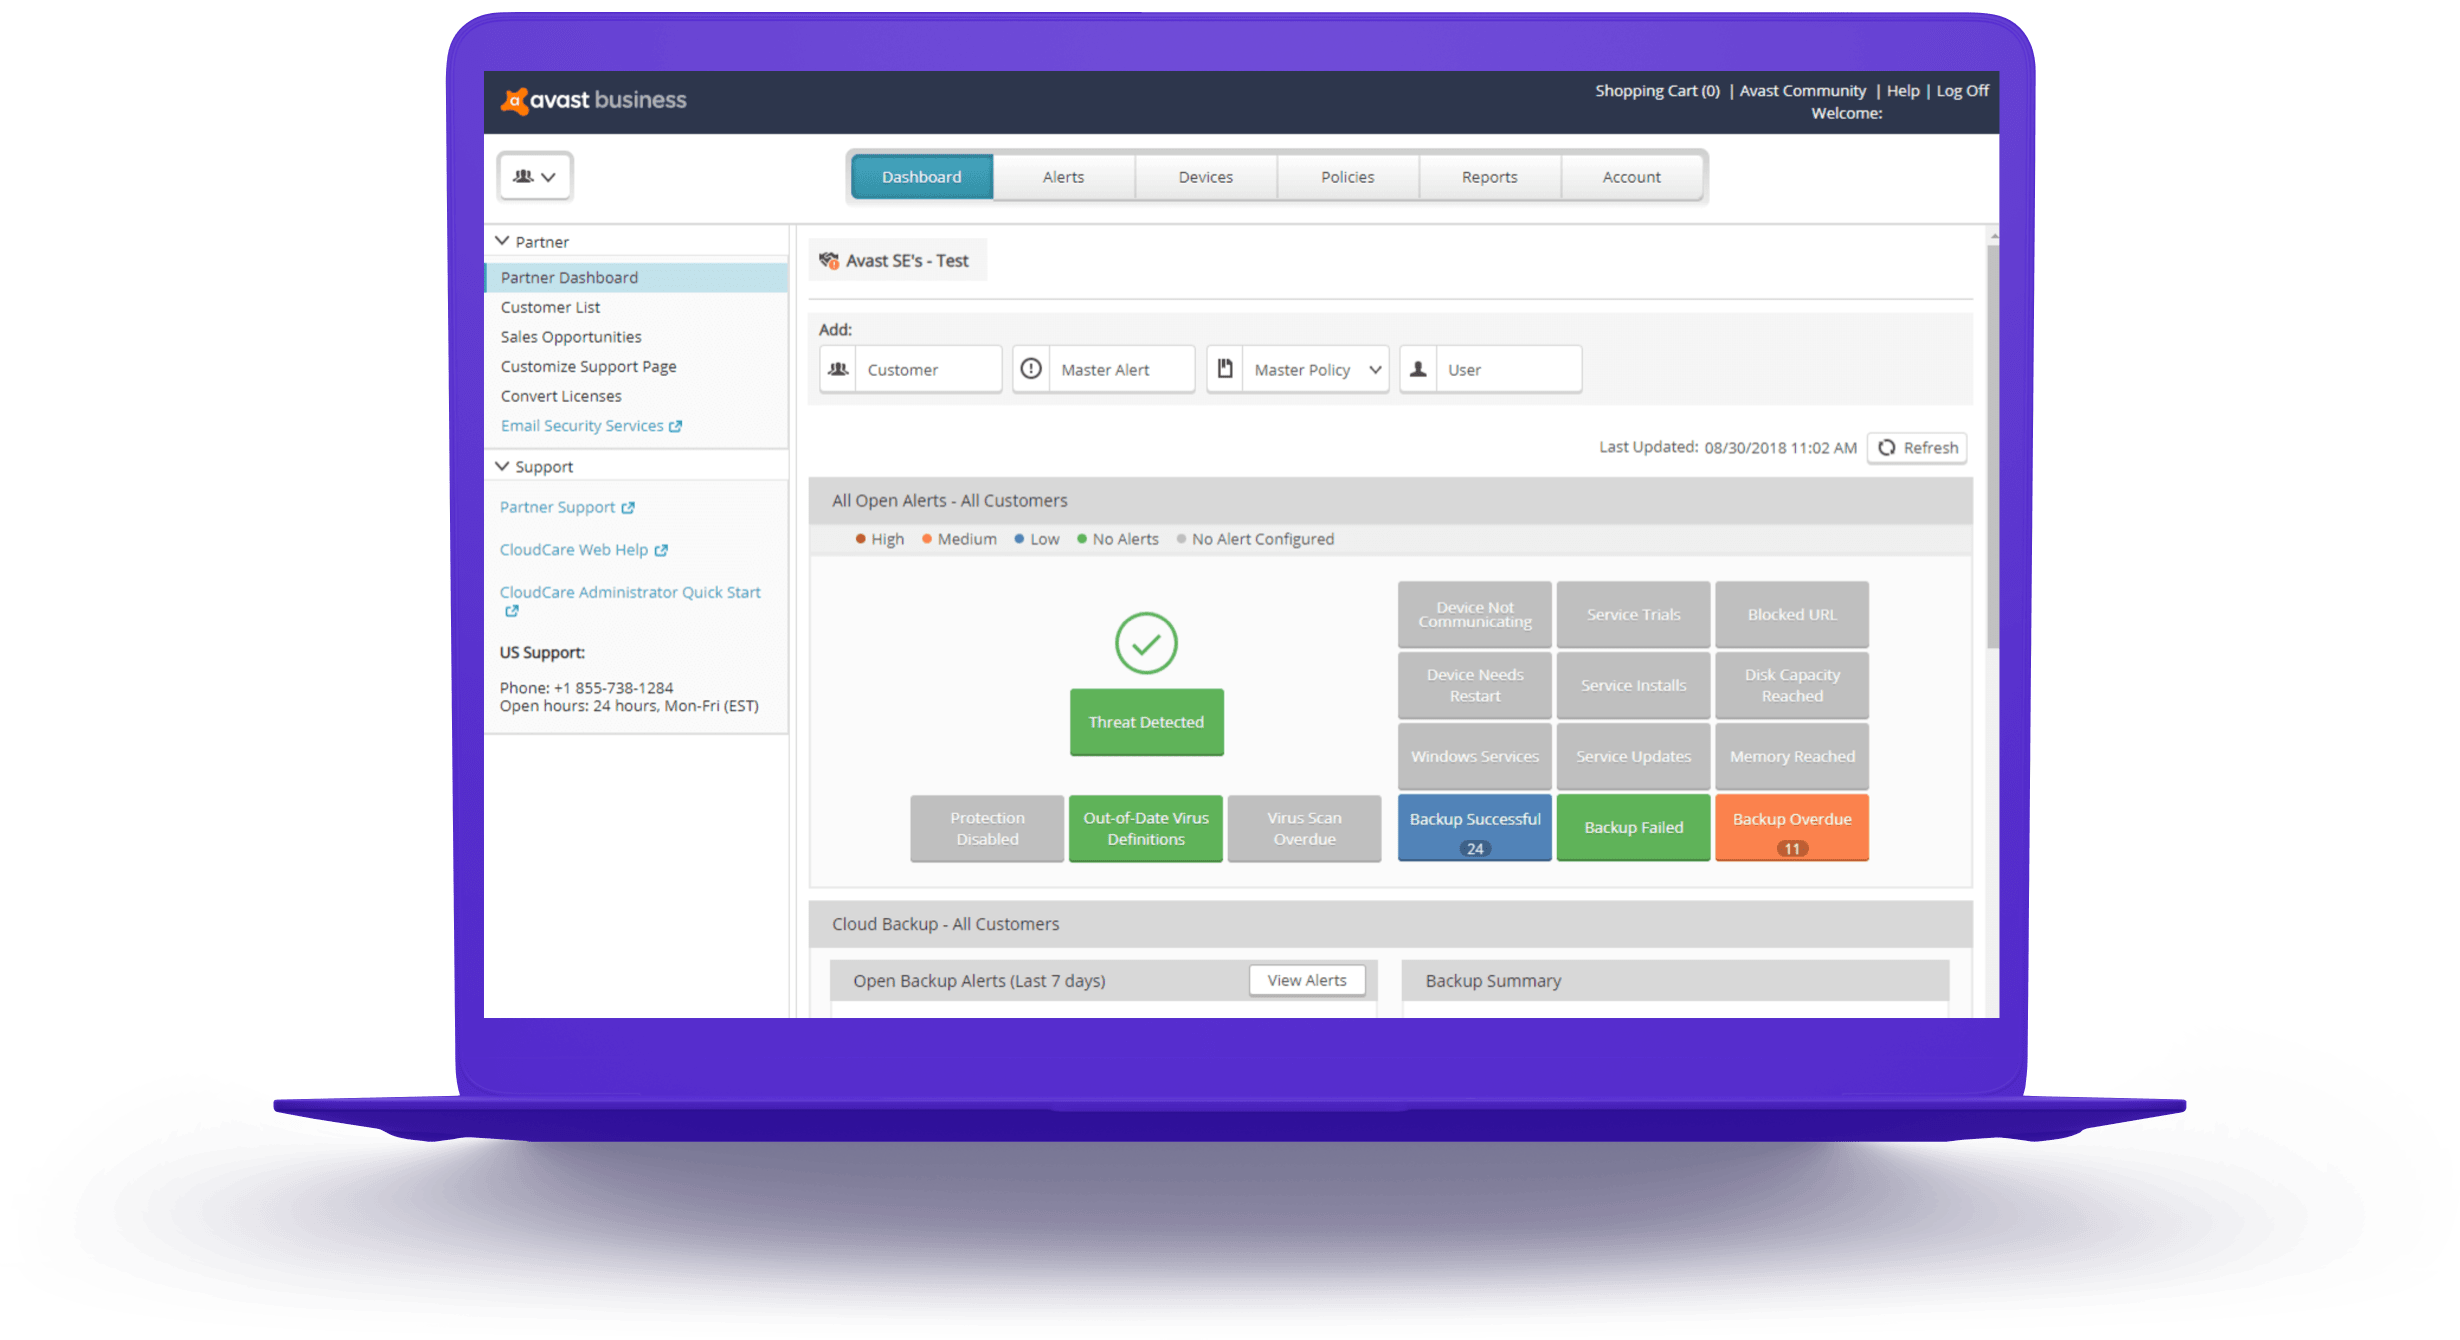 avast business
Shopping Cart (0) | Avast Community | Help | Log Off
Welcome:
Dashboard
Alerts
Devices
Policies
Reports
Account
Partner
Partner Dashboard
Customer List
Sales Opportunities
Customize Support Page
Convert Licenses
Email Security Services
Support
Partner Support
CloudCare Web Help
CloudCare Administrator Quick Start
US Support:
Phone: +1 855-738-1284
Open hours: 24 hours, Mon-Fri (EST)
Avast SE's - Test
Add:
Customer
Master Alert
Master Policy
User
Last Updated: 08/30/2018 11:02 AM
Refresh
All Open Alerts - All Customers
High
Medium
Low
No Alerts
No Alert Configured
Threat Detected
Protection
Disabled
Out-of-Date Virus
Definitions
Virus Scan
Overdue
Device Not
Communicating
Service Trials
Blocked URL
Device Needs
Restart
Service Installs
Disk Capacity
Reached
Windows Services
Service Updates
Memory Reached
Backup Successful
24
Backup Failed
Backup Overdue
11
Cloud Backup - All Customers
Open Backup Alerts (Last 7 days)
View Alerts
Backup Summary